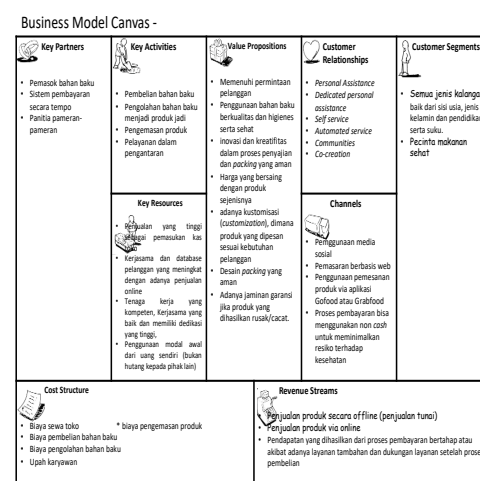 Business Model Canvas -
Key Partners
• Pemasok bahan baku
• Sistem pembayaran
secara tempo
• Panitia pameran-
pameran
Key Activities
• Pembelian bahan baku
• Pengolahan bahan baku
menjadi produk jadi
• Pengemasan produk
• Pelayanan dalam
pengantaran
Key Resources
• Penjualan yang tinggi
sebagai pemasukan kas
• Kerjasama dan database
pelanggan yang meningkat
dengan adanya penjualan
online
• Tenaga kerja yang
kompeten, Kerjasama yang
baik dan memiliki dedikasi
yang tinggi,
• Penggunaan modal awal
dari uang sendiri (bukan
hutang kepada pihak lain)
Value Propositions
• Memenuhi permintaan
pelanggan
• Penggunaan bahan baku
berkualitas dan higienes
serta sehat
• inovasi dan kreatifitas
dalam proses penyajian
dan packing yang aman
• Harga yang bersaing
dengan produk
sejenisnya
• adanya kustomisasi
(customization), dimana
produk yang dipesan
sesuai kebutuhan
pelanggan
• Desain packing yang
aman
• Adanya jaminan garansi
jika produk yang
dihasilkan rusak/cacat.
Customer
Relationships
• Personal Assistance
• Dedicated personal
assistance
• Self service
• Automated service
• Communities
• Co-creation
Channels
• Penggunaan media
sosial
• Pemasaran berbasis web
• Penggunaan pemesanan
produk via aplikasi
Gofood atau Grabfood
• Proses pembayaran bisa
menggunakan non cash
untuk meminimalkan
resiko terhadap
kesehatan
Customer Segments
• Semua jenis kalanga
baik dari sisi usia, jenis
kelamin dan pendidika
serta suku.
• Pecinta makanan
sehat
Cost Structure
• Biaya sewa toko * biaya pengemasan produk
• Biaya pembelian bahan baku
• Biaya pengolahan bahan baku
• Upah karyawan
Revenue Streams
• Penjualan produk secara offline (penjualan tunai)
• Penjualan produk via online
• Pendapatan yang dihasilkan dari proses pembayaran bertahap atau
akibat adanya layanan tambahan dan dukungan layanan setelah prose
pembelian